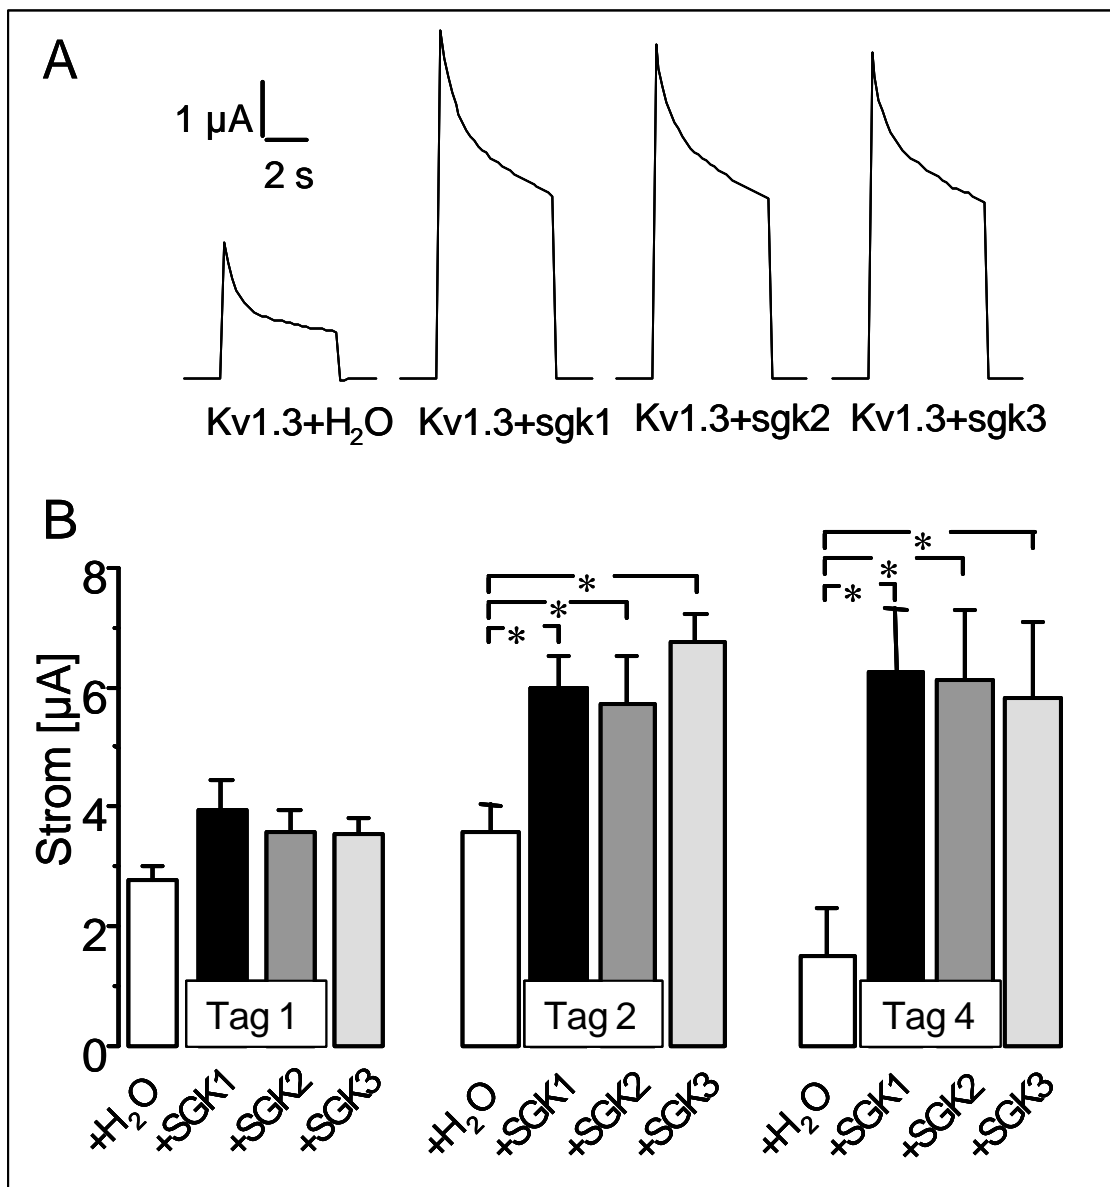 A
1 µA
2 s
Kv1.3+H₂O Kv1.3+sgk1 Kv1.3+sgk2 Kv1.3+sgk3
B
Strom [µA]
8
6
4
2
0
*
*
*
*
*
*
Tag 1 Tag 2 Tag 4
+H₂O +SGK1 +SGK2 +SGK3 +H₂O +SGK1 +SGK2 +SGK3 +H₂O +SGK1 +SGK2 +SGK3